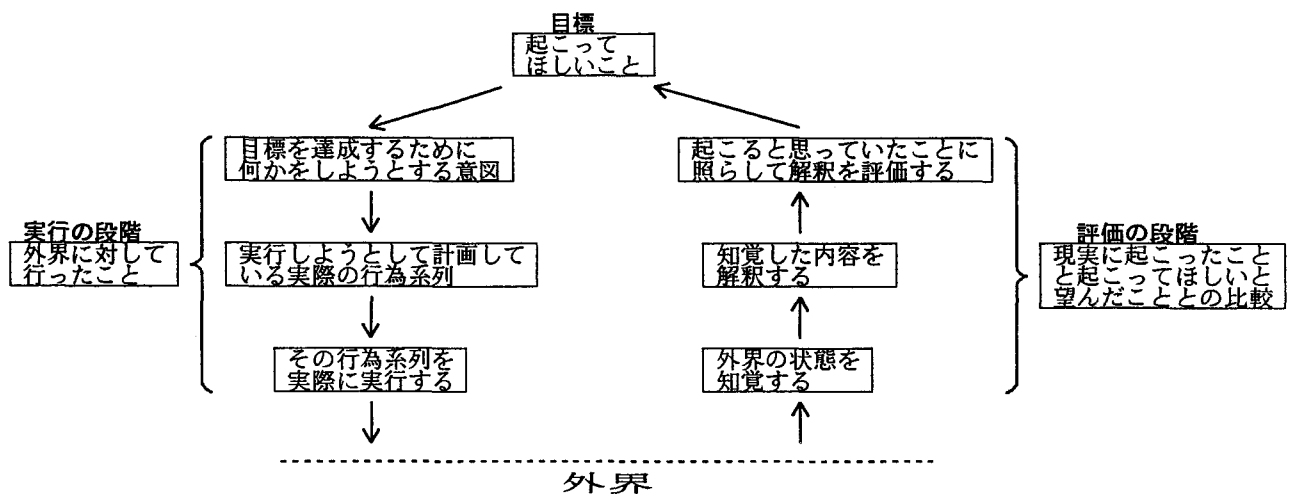 目標
起こって
ほしいこと
目標を達成するために
何かをしようとする意図
起こると思っていたことに
照らして解釈を評価する
実行の段階
外界に対して
行ったこと
実行しようとして計画して
いる実際の行為系列
知覚した内容を
解釈する
評価の段階
現実に起こったこと
と起こってほしいと
望んだこととの比較
その行為系列を
実際に実行する
外界の状態を
知覚する
外界